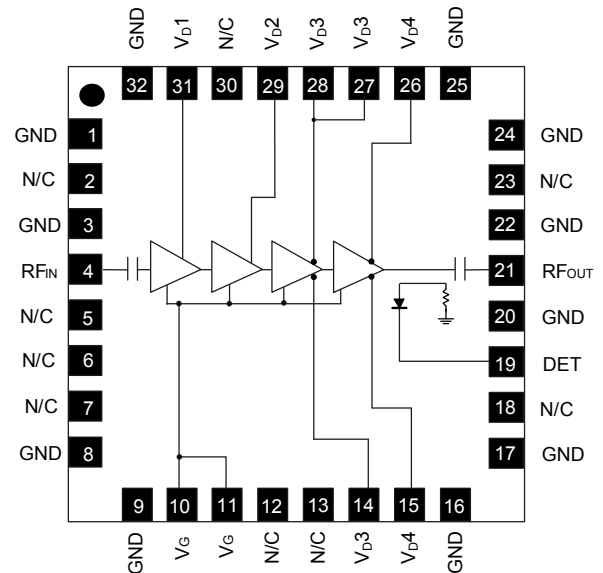 GND VD1 N/C VD2 VD3 VD3 VD4 GND
32 31 30 29 28 27 26 25
GND 1 24 GND
N/C 2 23 N/C
GND 3 22 GND
RFIN 4 21 RFOUT
N/C 5 20 GND
N/C 6 19 DET
N/C 7 18 N/C
GND 8 17 GND
9 10 11 12 13 14 15 16
GND VG VG N/C N/C VD3 VD4 GND